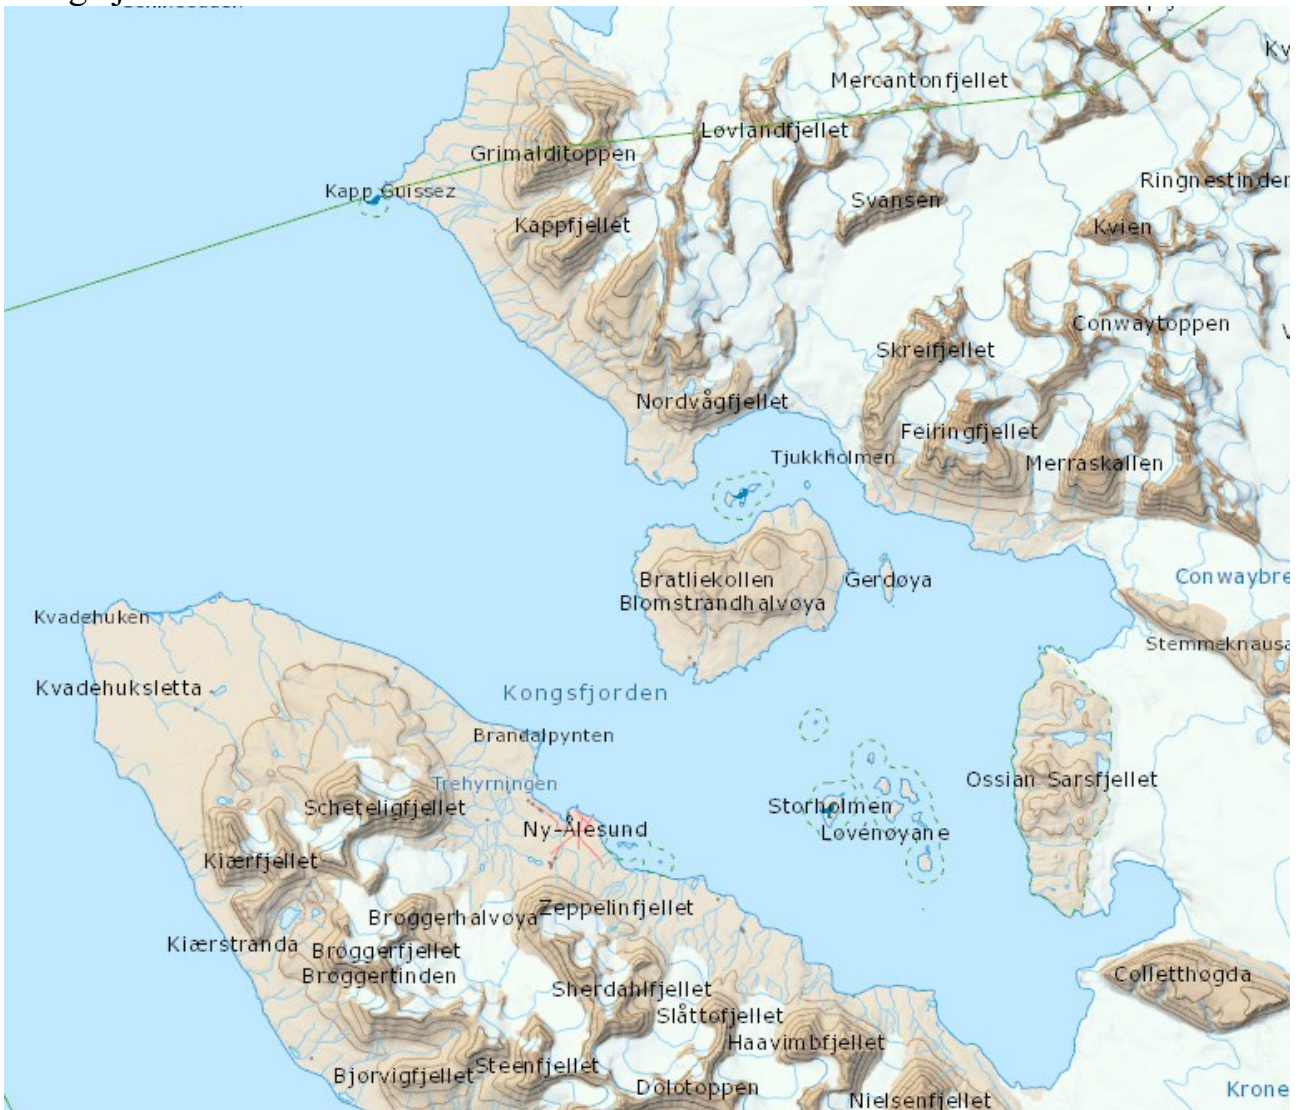 Mercantonfjellet
Løvlandfjellet
Grimalditoppen
Ringnestinden
Kapp Guissez
Svansen
Kappfjellet
Kvien
Conwaytoppen
Skreifjellet
Nordvågfjellet
Feiringfjellet
Tjukkholmen
Merraskallen
Conwaybre
Bratliekollen
Gerdøya
Blomstrandhalvøya
Kvadehuken
Stemmeknausa
Kvadehuksletta
Kongsfjorden
Brandalpynten
Trehyrningen
Ossian Sarsfjellet
Scheteligfjellet
Storholmen
Ny-Ålesund
Lovénøyane
Kiærfjellet
Zeppelinfjellet
Brøggerhalvøya
Kiærstranda
Brøggerfjellet
Brøggertinden
Colletthøgda
Sherdahlfjellet
Slåttofjellet
Haavimbfjellet
Steenfjellet
Bjørvigfjellet
Dolotoppen
Krone
Nielsenfjellet